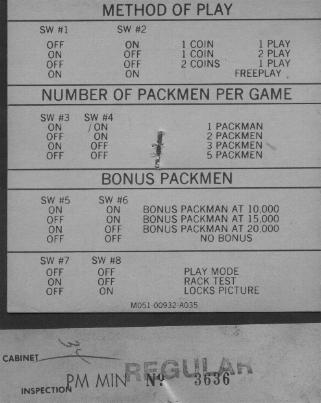 METHOD OF PLAY
SW #1 SW #2
OFF ON 1 COIN 1 PLAY
OFF OFF 1 COIN 2 PLAY
ON OFF 2 COINS 1 PLAY
ON ON FREEPLAY
NUMBER OF PACKMEN PER GAME
SW #3 SW #4
ON ON 1 PACKMAN
OFF ON 2 PACKMEN
ON OFF 3 PACKMEN
OFF OFF 5 PACKMEN
BONUS PACKMEN
SW #5 SW #6
ON ON BONUS PACKMAN AT 10,000
OFF ON BONUS PACKMAN AT 15,000
ON OFF BONUS PACKMAN AT 20,000
OFF OFF NO BONUS
SW #7 SW #8
OFF OFF PLAY MODE
ON OFF RACK TEST
OFF ON LOCKS PICTURE
M051-00932-A035
CABINET
REGULAR
INSPECTION PM MIN No 3636